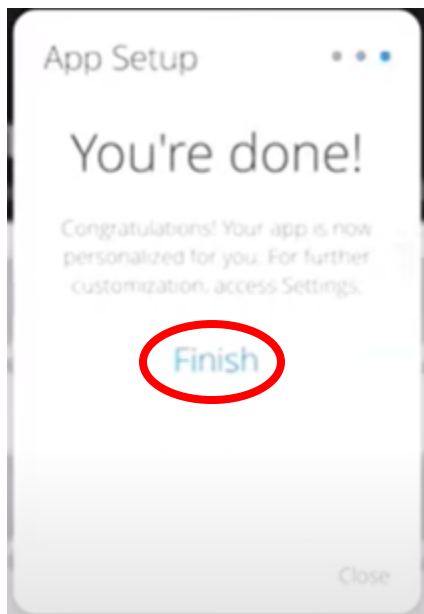 App Setup
You're done!
Congratulations! Your app is now
personalized for you. For further
customization, access Settings.
Finish
Close